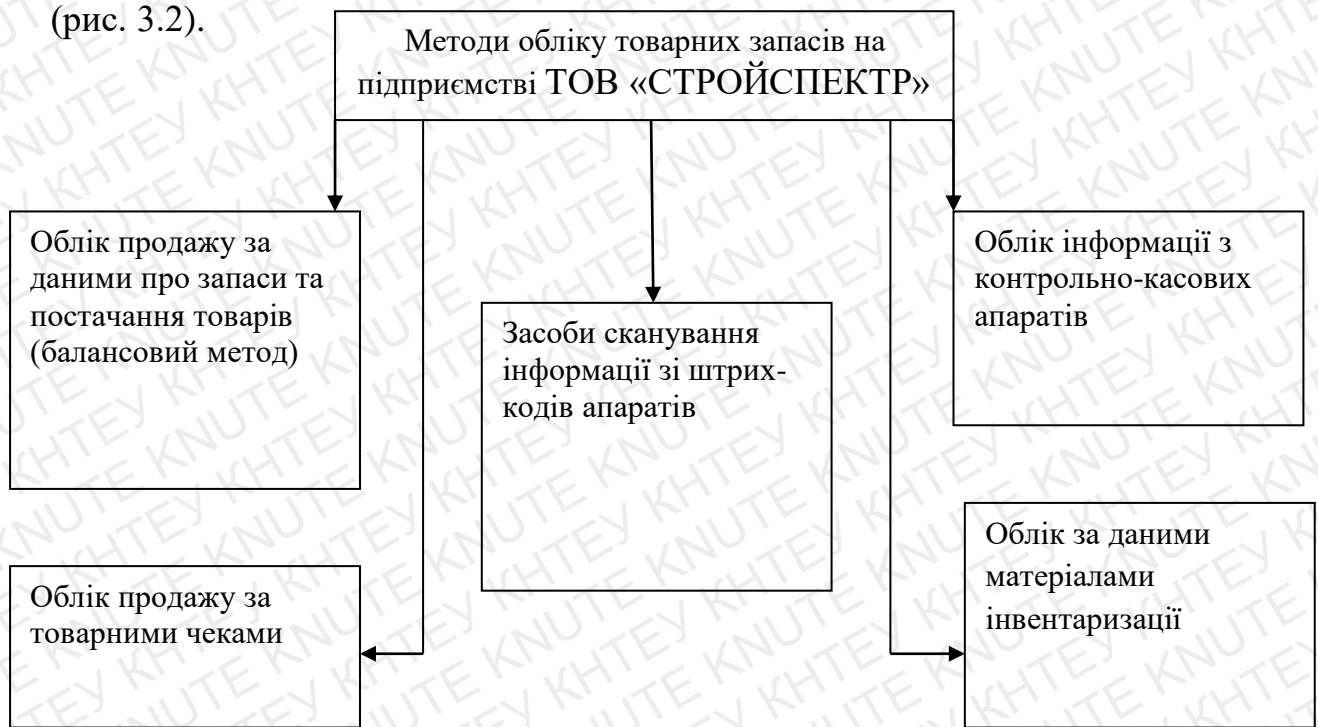 (рис. 3.2).
Методи обліку товарних запасів на
підприємстві ТОВ «СТРОЙСПЕКТР»
Облік продажу за
даними про запаси та
постачання товарів
(балансовий метод)
Засоби сканування
інформації зі штрих-
кодів апаратів
Облік інформації з
контрольно-касових
апаратів
Облік продажу за
товарними чеками
Облік за даними
матеріалами
інвентаризації